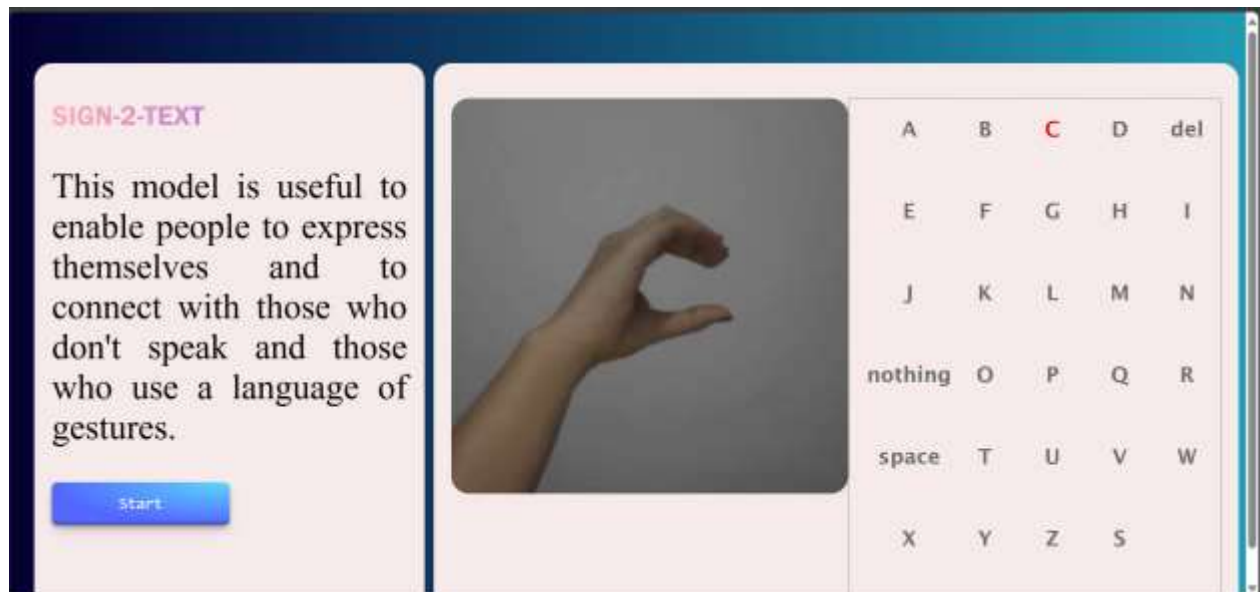 SIGN-2-TEXT
This model is useful to
enable people to express
themselves and to
connect with those who
don't speak and those
who use a language of
gestures.
Start
A B C D del
E F G H I
J K L M N
nothing O P Q R
space T U V W
X Y Z S